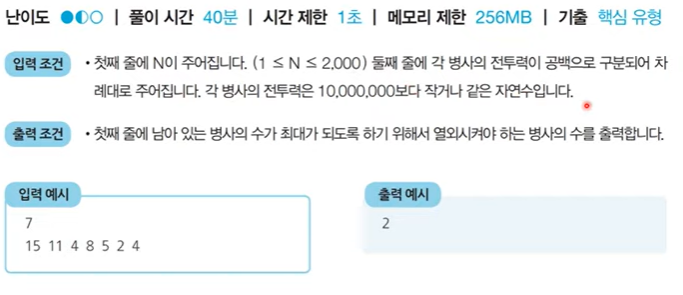 난이도 ●◐○ | 풀이 시간 40분 | 시간 제한 1초 | 메모리 제한 256MB | 기출 핵심 유형
입력 조건 • 첫째 줄에 N이 주어집니다. (1 ≤ N ≤ 2,000) 둘째 줄에 각 병사의 전투력이 공백으로 구분되어 차
례대로 주어집니다. 각 병사의 전투력은 10,000,000보다 작거나 같은 자연수입니다.
출력 조건 • 첫째 줄에 남아 있는 병사의 수가 최대가 되도록 하기 위해서 열외시켜야 하는 병사의 수를 출력합니다.
입력 예시
7
15 11 4 8 5 2 4
출력 예시
2